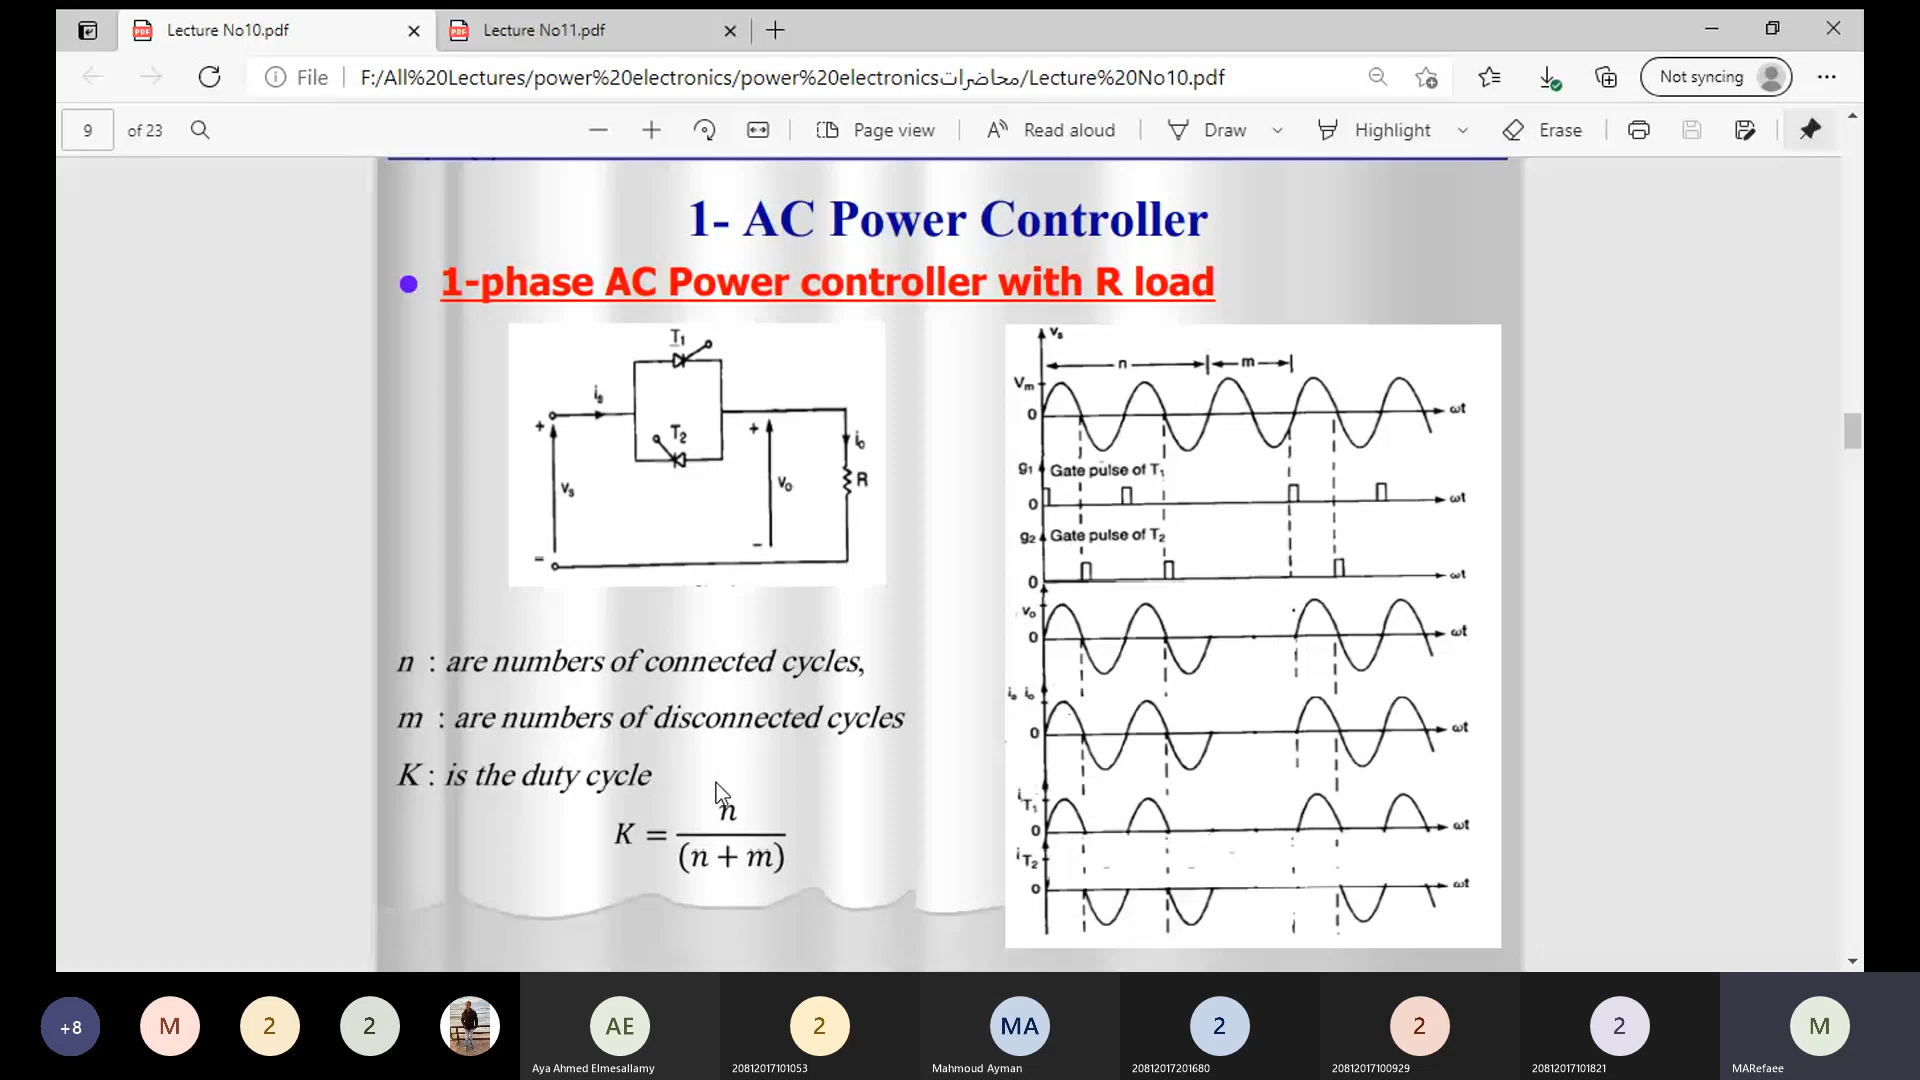 Lecture No10.pdf
Lecture No11.pdf
File
F:/All%20Lectures/power%20electronics/power%20electronicsمحاضرات/Lecture%20No10.pdf
Not syncing
9 of 23
Page view
Read aloud
Draw
Highlight
Erase
1- AC Power Controller
1-phase AC Power controller with R load
T1
is
T2
+
+
io
vs
vo
R
−
−
n : are numbers of connected cycles,
m : are numbers of disconnected cycles
K : is the duty cycle
K = n / (n + m)
vs
n
m
Vm
0
ωt
g1
Gate pulse of T1
0
ωt
g2
Gate pulse of T2
0
ωt
vo
0
ωt
is io
0
ωt
iT1
0
ωt
iT2
0
ωt
+8
M
2
2
AE
2
MA
2
2
2
M
Aya Ahmed Elmesallamy
20812017101053
Mahmoud Ayman
20812017201680
20812017100929
20812017101821
MARefaee